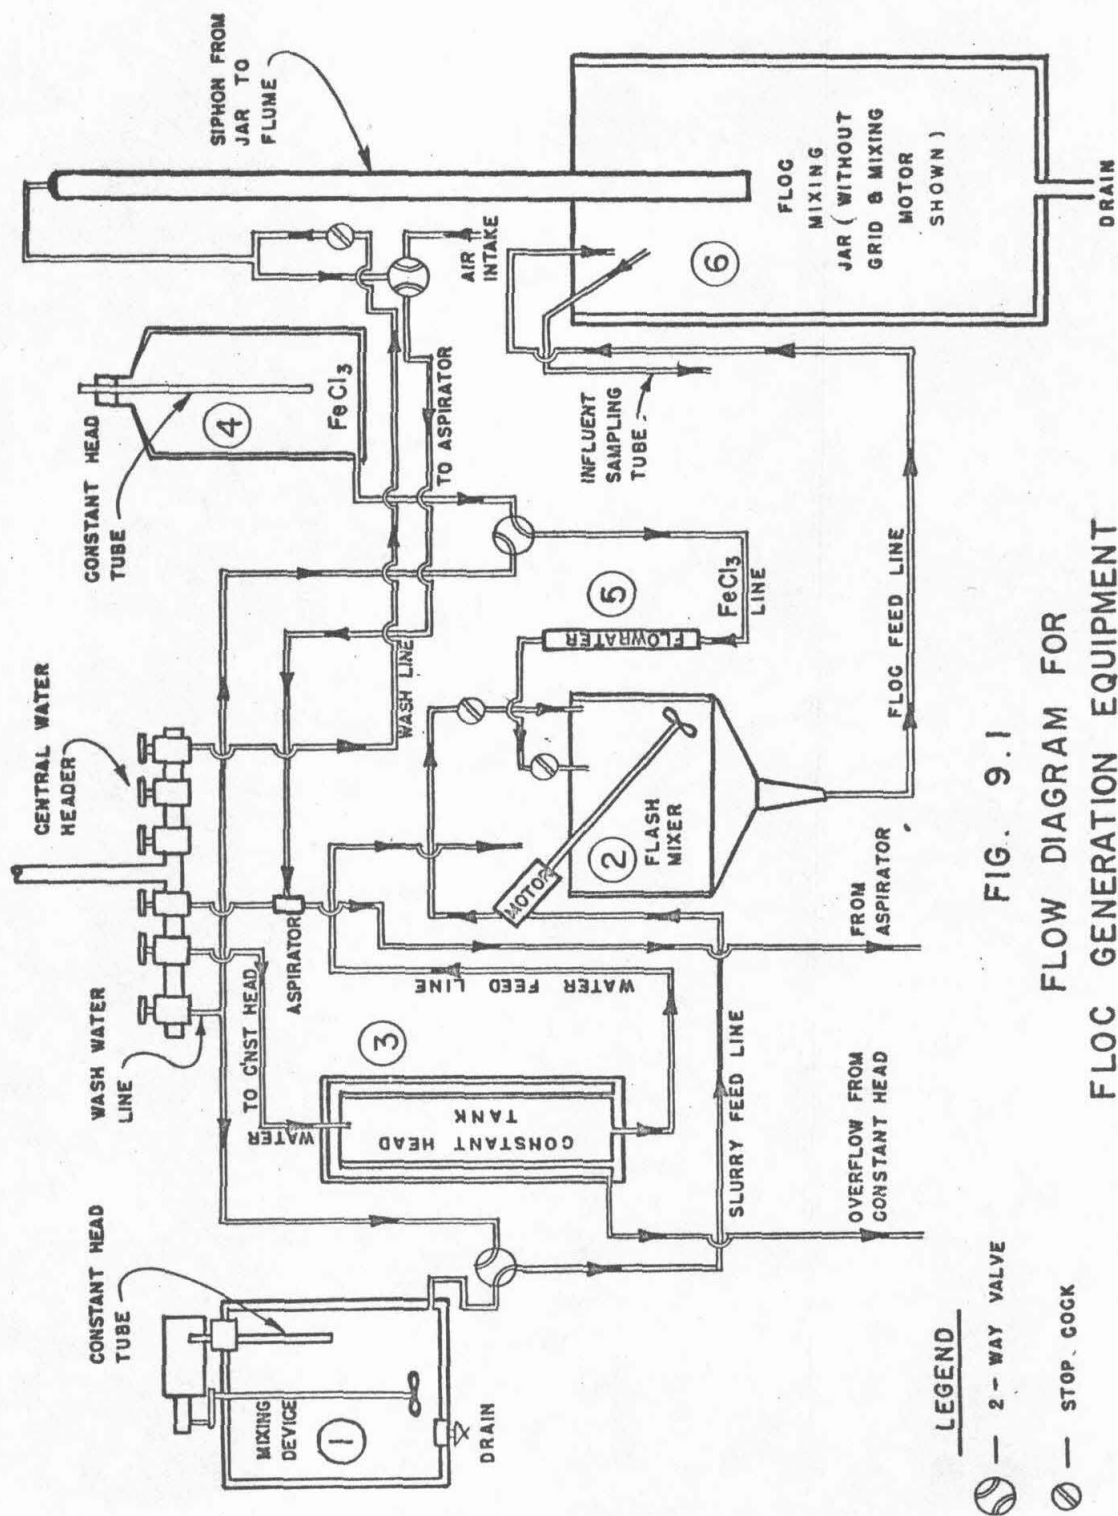 CONSTANT HEAD
TUBE
MIXING
DEVICE
1
DRAIN
WASH WATER
LINE
CENTRAL WATER
HEADER
TO C'NST HEAD
WATER
CONSTANT HEAD
TANK
3
ASPIRATOR
WATER FEED LINE
SLURRY FEED LINE
OVERFLOW FROM
CONSTANT HEAD
FROM
ASPIRATOR
MOTOR
2
FLASH
MIXER
WASH LINE
CONSTANT HEAD
TUBE
4
FeCl3
TO ASPIRATOR
5
FLOWRATER
FeCl3
LINE
FLOC FEED LINE
SIPHON FROM
JAR TO
FLUME
AIR
INTAKE
INFLUENT
SAMPLING
TUBE
6
FLOC
MIXING
JAR (WITHOUT
GRID & MIXING
MOTOR
SHOWN)
DRAIN
LEGEND
— 2-WAY VALVE
— STOP. COCK
FIG. 9.1
FLOW DIAGRAM FOR
FLOC GENERATION EQUIPMENT